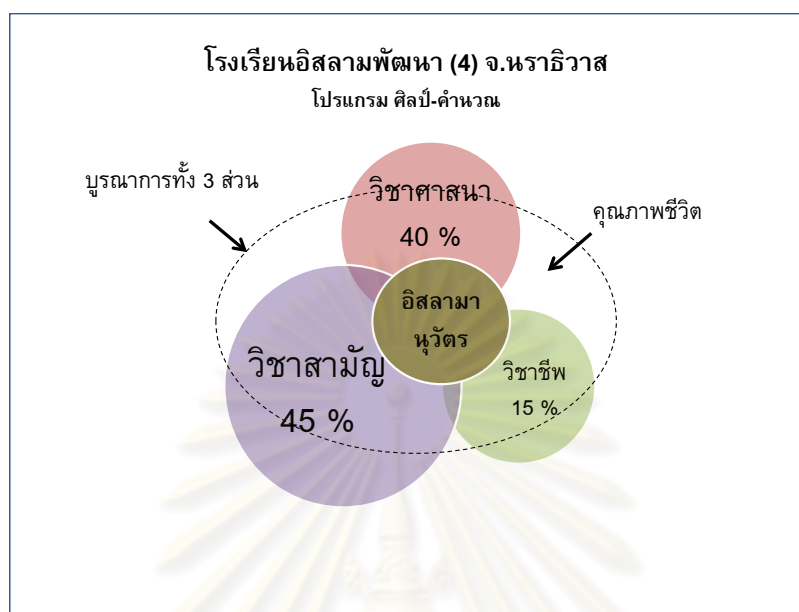 โรงเรียนอิสลามพัฒนา (4) จ.นราธิวาส
โปรแกรม ศิลป์-คำนวณ
บูรณาการทั้ง 3 ส่วน
วิชาศาสนา
40 %
คุณภาพชีวิต
อิสลามา
นุวัตร
วิชาสามัญ
45 %
วิชาชีพ
15 %